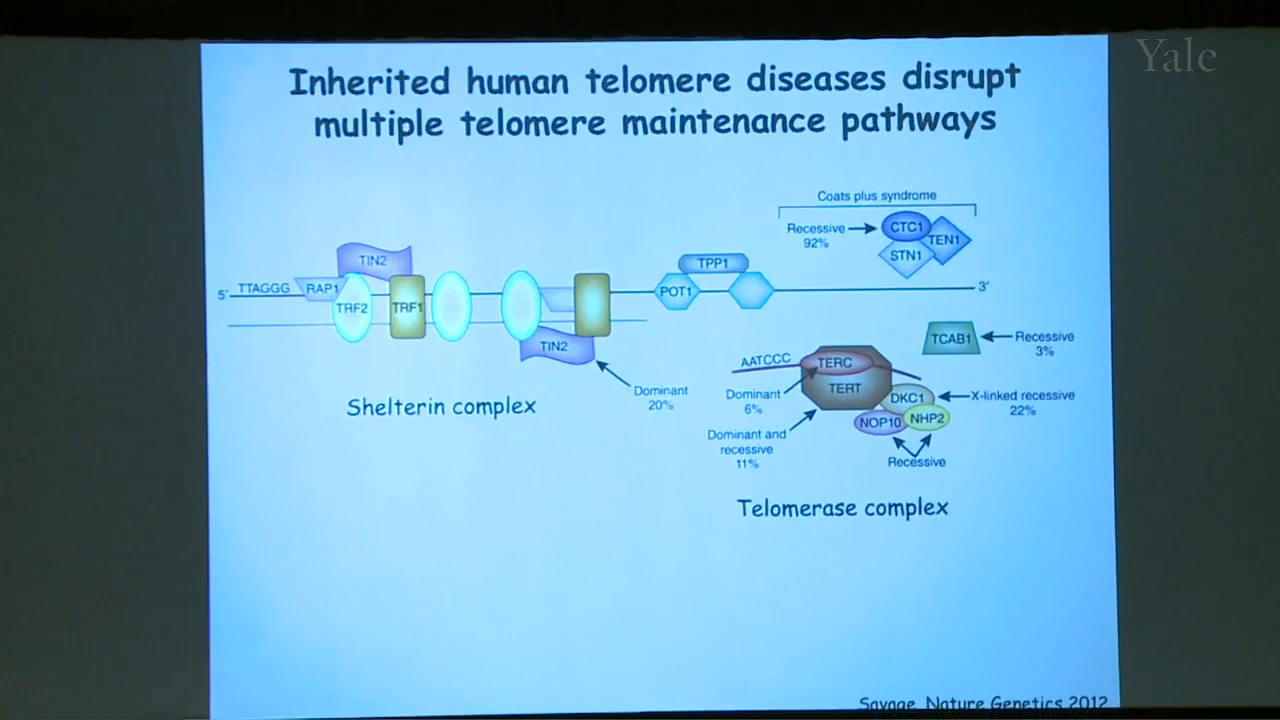 Yale
Inherited human telomere diseases disrupt
multiple telomere maintenance pathways
Coats plus syndrome
Recessive
92%
CTC1
TEN1
STN1
TIN2
TPP1
5'
TTAGGG
RAP1
POT1
3'
TRF2
TRF1
TIN2
Dominant
20%
Shelterin complex
TCAB1
Recessive
3%
AATCCC
TERC
TERT
Dominant
6%
DKC1
X-linked recessive
22%
NOP10
NHP2
Dominant and
recessive
11%
Recessive
Telomerase complex
Savage, Nature Genetics 2012